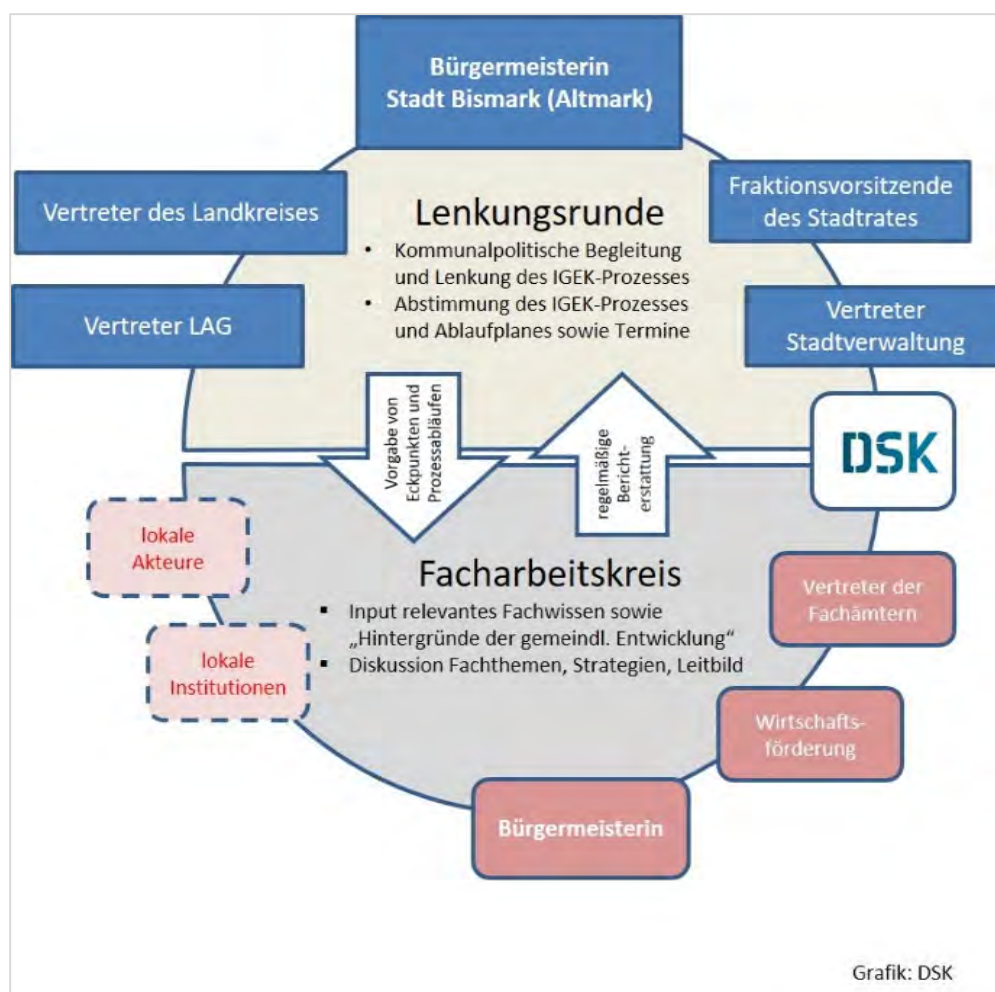 Bürgermeisterin
Stadt Bismark (Altmark)
Vertreter des Landkreises
Fraktionsvorsitzende
des Stadtrates
Lenkungsrunde
• Kommunalpolitische Begleitung
und Lenkung des IGEK-Prozesses
• Abstimmung des IGEK-Prozesses
und Ablaufplanes sowie Termine
Vertreter LAG
Vertreter
Stadtverwaltung
Vorgabe von
Eckpunkten und
Prozessabläufen
regelmäßige
Bericht-
erstattung
DSK
lokale
Akteure
Facharbeitskreis
▪ Input relevantes Fachwissen sowie
„Hintergründe der gemeindl. Entwicklung“
▪ Diskussion Fachthemen, Strategien, Leitbild
Vertreter der
Fachämtern
lokale
Institutionen
Wirtschafts-
förderung
Bürgermeisterin
Grafik: DSK